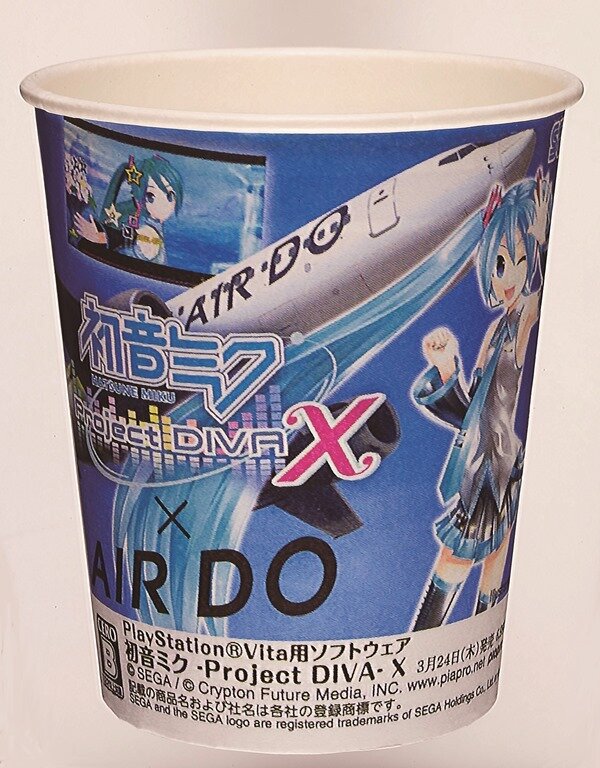 AIR DO
初音ミク
HATSUNE MIKU
Project DIVA X
×
AIR DO
B
PlayStation®Vita用ソフトウェア
初音ミク -Project DIVA- X 3月24日(木)発売
© SEGA / © Crypton Future Media, INC. www.piapro.net
記載の商品名および社名は各社の登録商標です。
SEGA and the SEGA logo are registered trademarks of SEGA Holdings Co.,